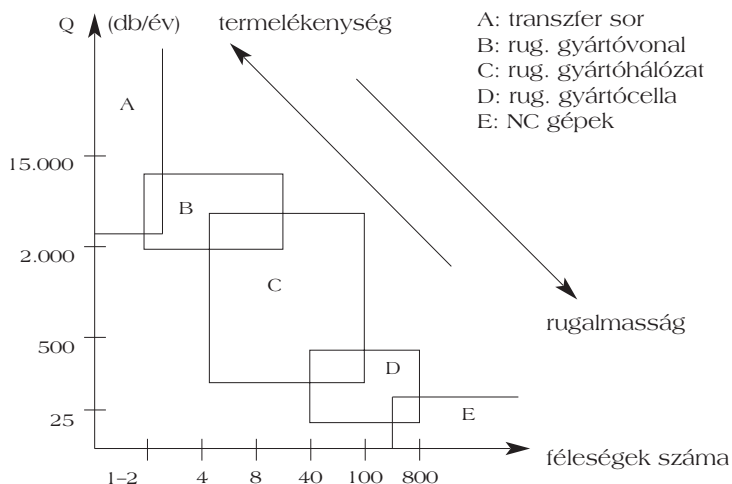 Q (db/év) termelékenység
A: transzfer sor
B: rug. gyártóvonal
C: rug. gyártóhálózat
D: rug. gyártócella
E: NC gépek
A
15.000
B
2.000
C
rugalmasság
500
D
25
E
féleségek száma
1–2 4 8 40 100 800